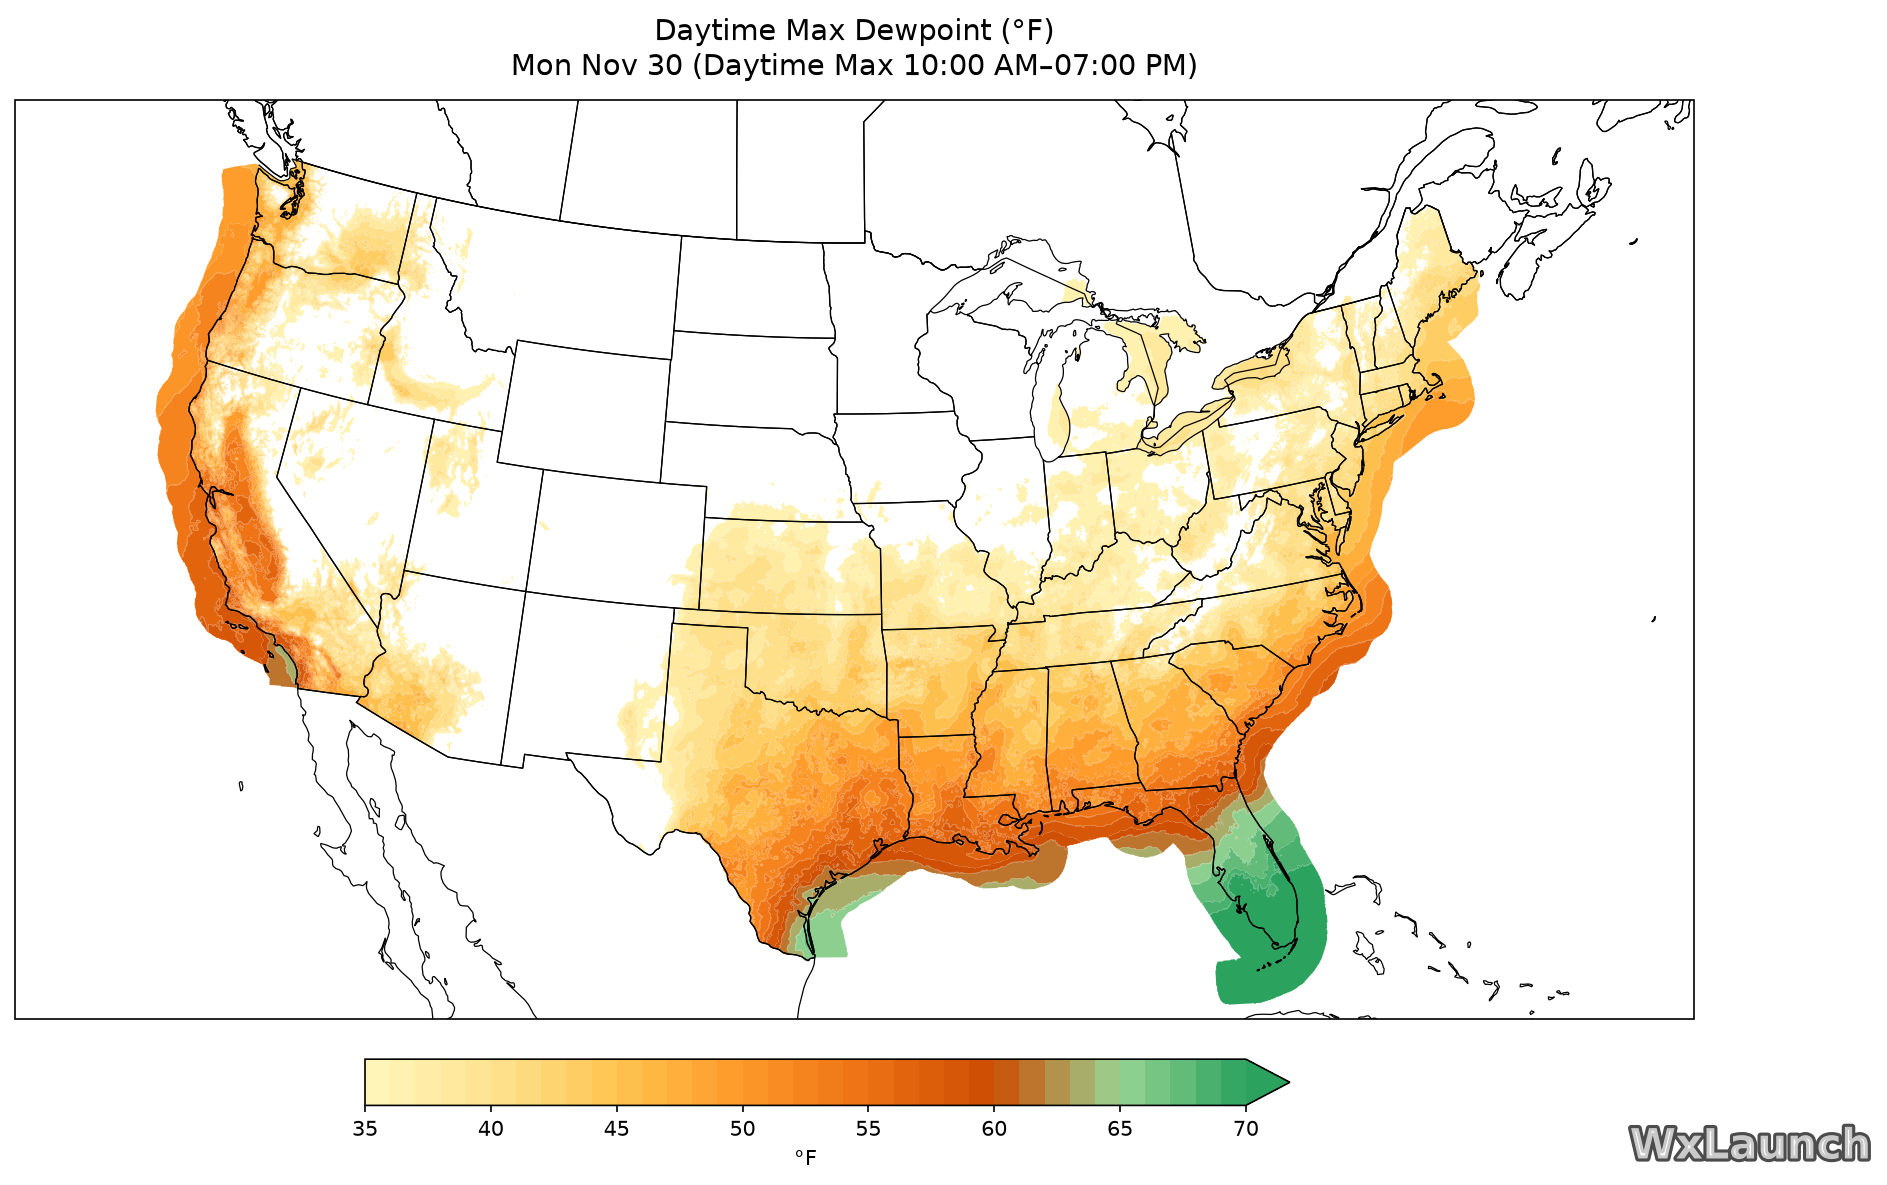 Daytime Max Dewpoint (°F)
Mon Nov 30 (Daytime Max 10:00 AM–07:00 PM)
35 40 45 50 55 60 65 70
°F
WxLaunch